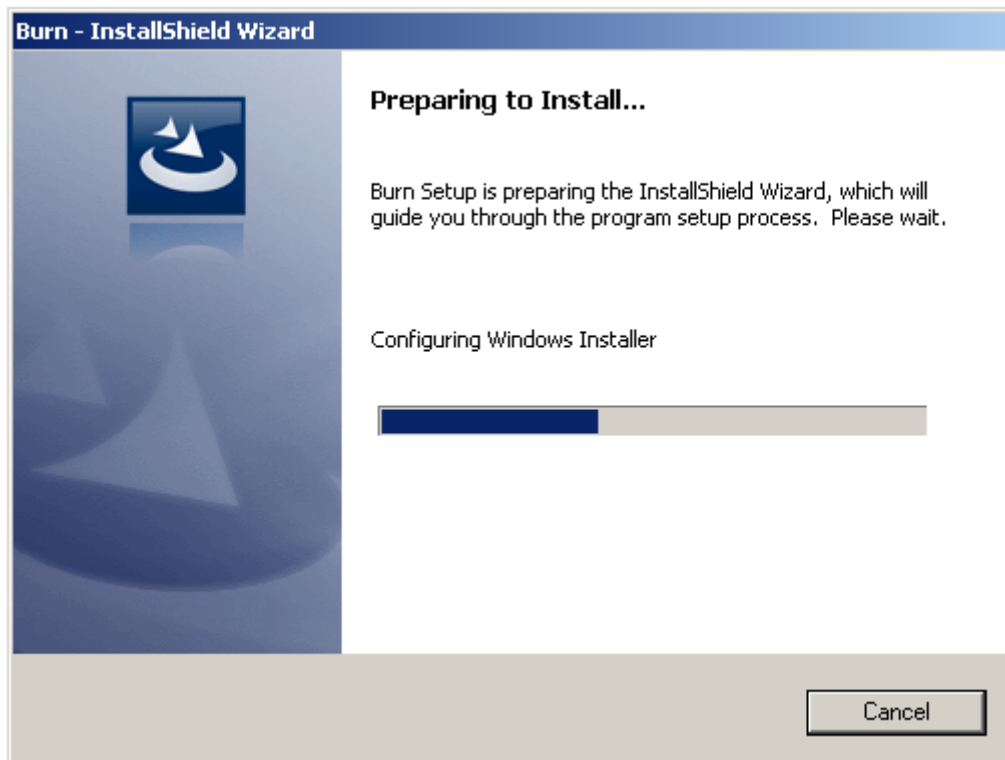 Burn - InstallShield Wizard
Preparing to Install...
Burn Setup is preparing the InstallShield Wizard, which will
guide you through the program setup process.  Please wait.
Configuring Windows Installer
Cancel